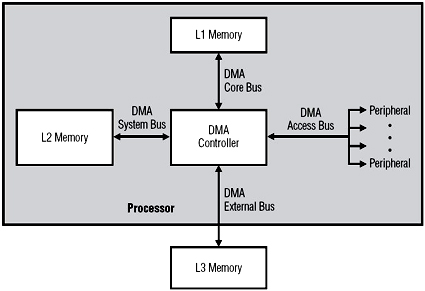 L1 Memory
DMA
Core Bus
DMA
System Bus
L2 Memory
DMA
Controller
DMA
Access Bus
Peripheral
Peripheral
Processor
DMA
External Bus
L3 Memory